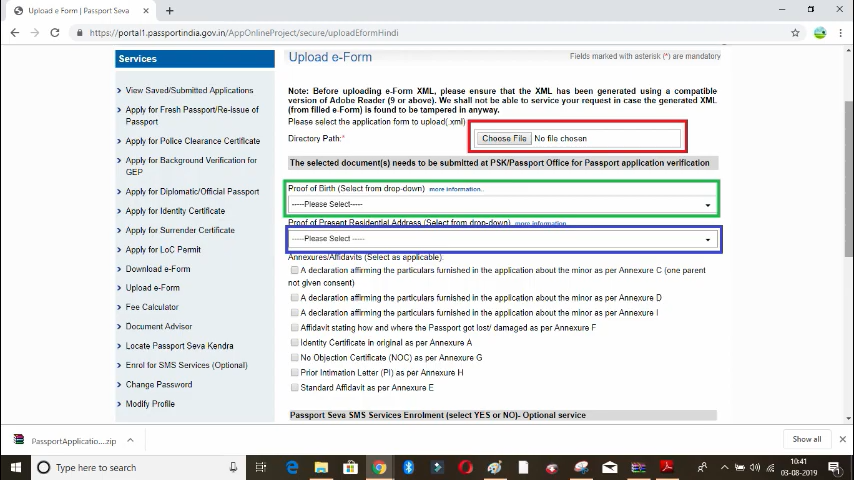 Upload e Form | Passport Seva
https://portal1.passportindia.gov.in/AppOnlineProject/secure/uploadEformHindi
Services
View Saved/Submitted Applications
Apply for Fresh Passport/Re-issue of
Passport
Apply for Police Clearance Certificate
Apply for Background Verification for
GEP
Apply for Diplomatic/Official Passport
Apply for Identity Certificate
Apply for Surrender Certificate
Apply for LoC Permit
Download e-Form
Upload e-Form
Fee Calculator
Document Advisor
Locate Passport Seva Kendra
Enrol for SMS Services (Optional)
Change Password
Modify Profile
Upload e-Form
Fields marked with asterisk (*) are mandatory
Note: Before uploading e-Form XML, please ensure that the XML has been generated using a compatible
version of Adobe Reader (9 or above). We shall not be able to service your request in case the generated XML
(from filled e-Form) is found to be tampered in anyway.
Please select the application form to upload(.xml)
Directory Path:*
Choose File No file chosen
The selected document(s) needs to be submitted at PSK/Passport Office for Passport application verification
Proof of Birth (Select from drop-down) more information..
-----Please Select-----
Proof of Present Residential Address (Select from drop-down) more information..
-----Please Select -----
Annexures/Affidavits (Select as applicable):
A declaration affirming the particulars furnished in the application about the minor as per Annexure C (one parent
not given consent)
A declaration affirming the particulars furnished in the application about the minor as per Annexure D
A declaration affirming the particulars furnished in the application about the minor as per Annexure I
Affidavit stating how and where the Passport got lost/ damaged as per Annexure F
Identity Certificate in original as per Annexure A
No Objection Certificate (NOC) as per Annexure G
Prior Intimation Letter (PI) as per Annexure H
Standard Affidavit as per Annexure E
Passport Seva SMS Services Enrolment (select YES or NO)- Optional service
PassportApplicatio....zip
Show all
Type here to search
10:41
03-08-2019